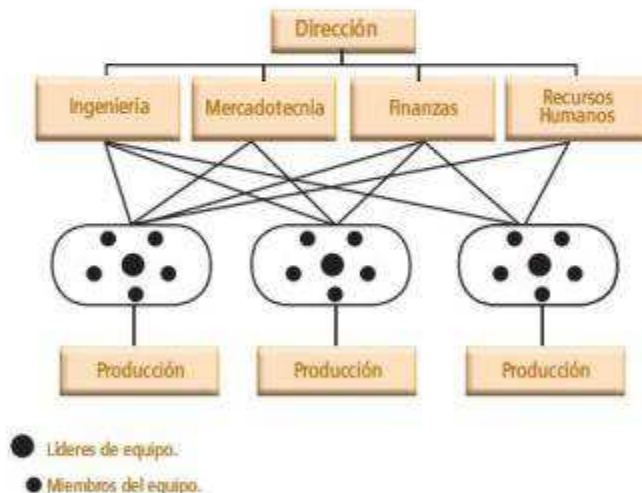 Dirección
Ingeniería
Mercadotecnia
Finanzas
Recursos
Humanos
Producción
Producción
Producción
Líderes de equipo.
Miembros del equipo.